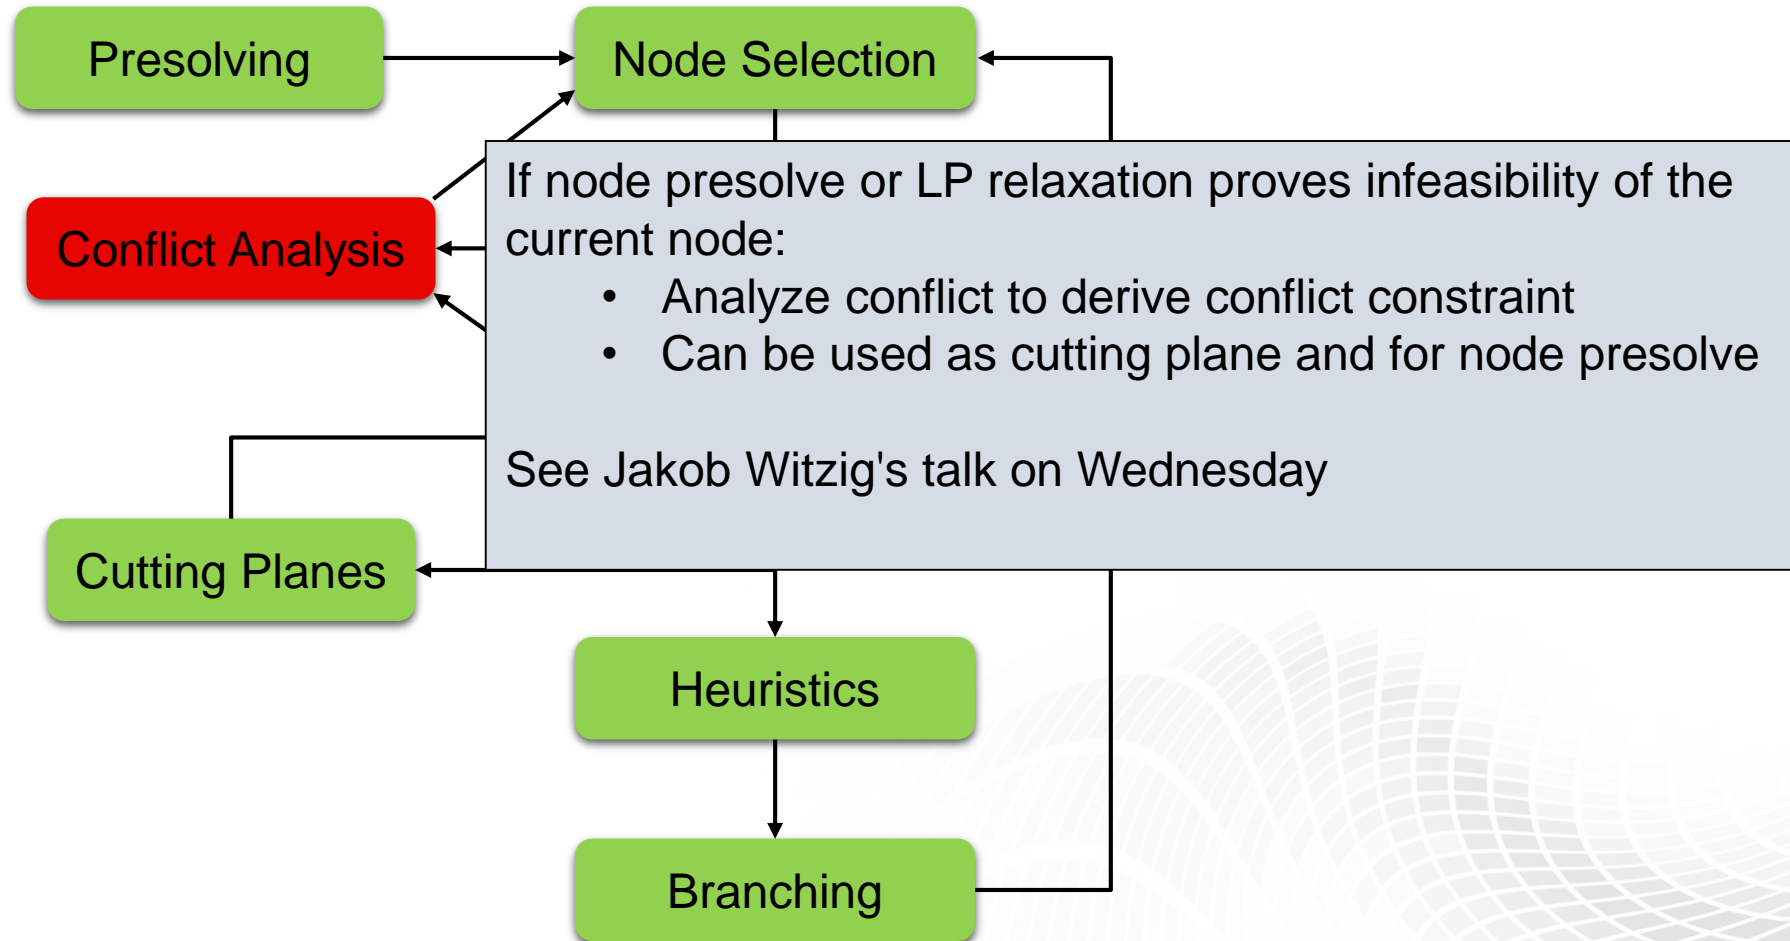 Presolving
Node Selection
If node presolve or LP relaxation proves infeasibility of the
current node:
• Analyze conflict to derive conflict constraint
• Can be used as cutting plane and for node presolve
See Jakob Witzig's talk on Wednesday
Conflict Analysis
Cutting Planes
Heuristics
Branching